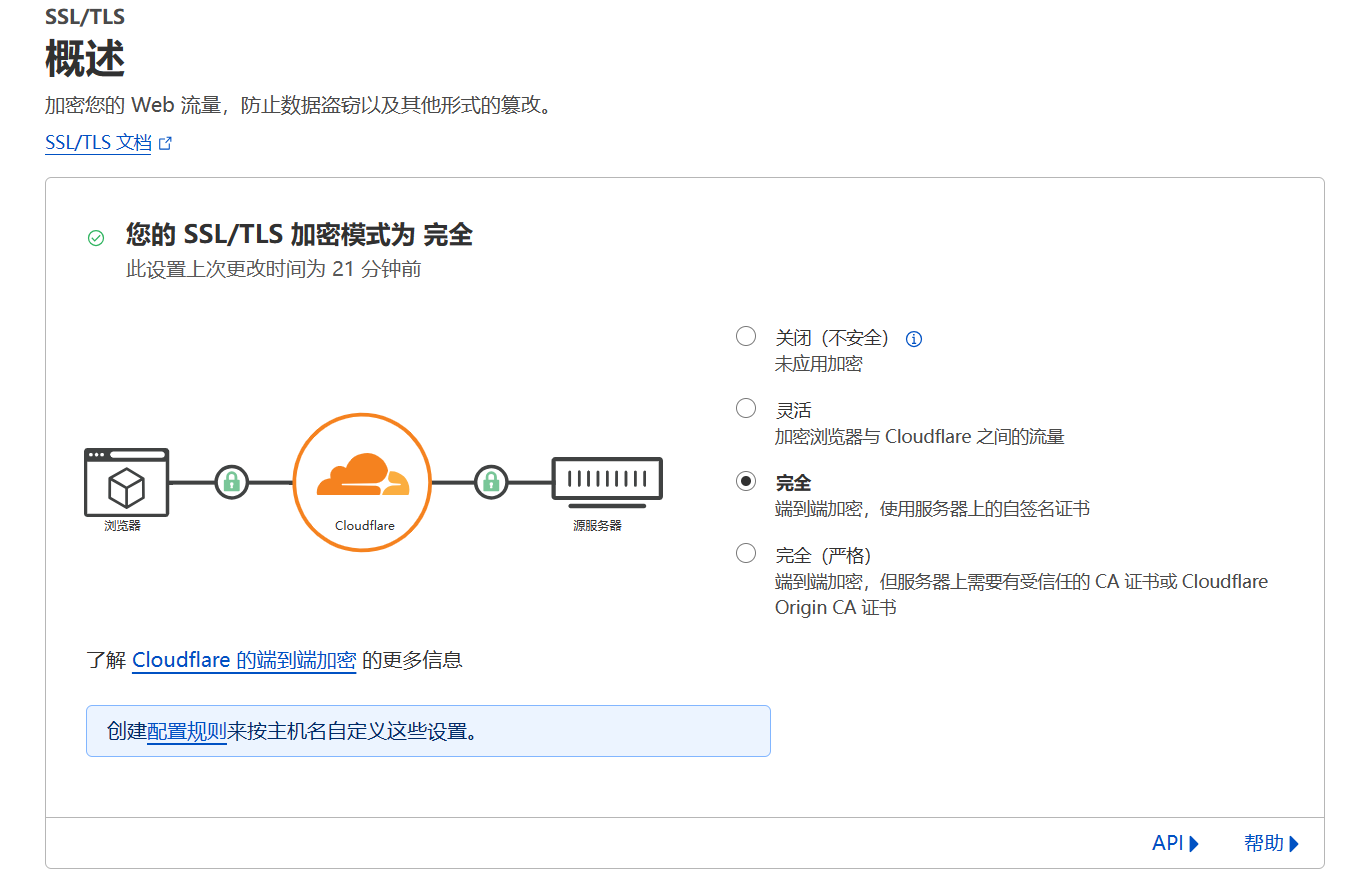 SSL/TLS
概述
加密您的 Web 流量，防止数据盗窃以及其他形式的篡改。
SSL/TLS 文档
您的 SSL/TLS 加密模式为 完全
此设置上次更改时间为 21 分钟前
关闭（不安全）
未应用加密
灵活
加密浏览器与 Cloudflare 之间的流量
完全
端到端加密，使用服务器上的自签名证书
完全（严格）
端到端加密，但服务器上需要有受信任的 CA 证书或 Cloudflare
Origin CA 证书
浏览器
Cloudflare
源服务器
了解 Cloudflare 的端到端加密 的更多信息
创建配置规则来按主机名自定义这些设置。
API
帮助